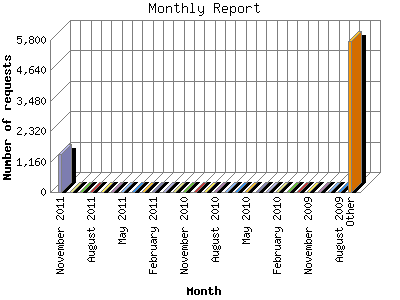 Monthly Report
Number of requests
5,800
4,640
3,480
2,320
1,160
0
November 2011
August 2011
May 2011
February 2011
November 2010
August 2010
May 2010
February 2010
November 2009
August 2009
Other
Month